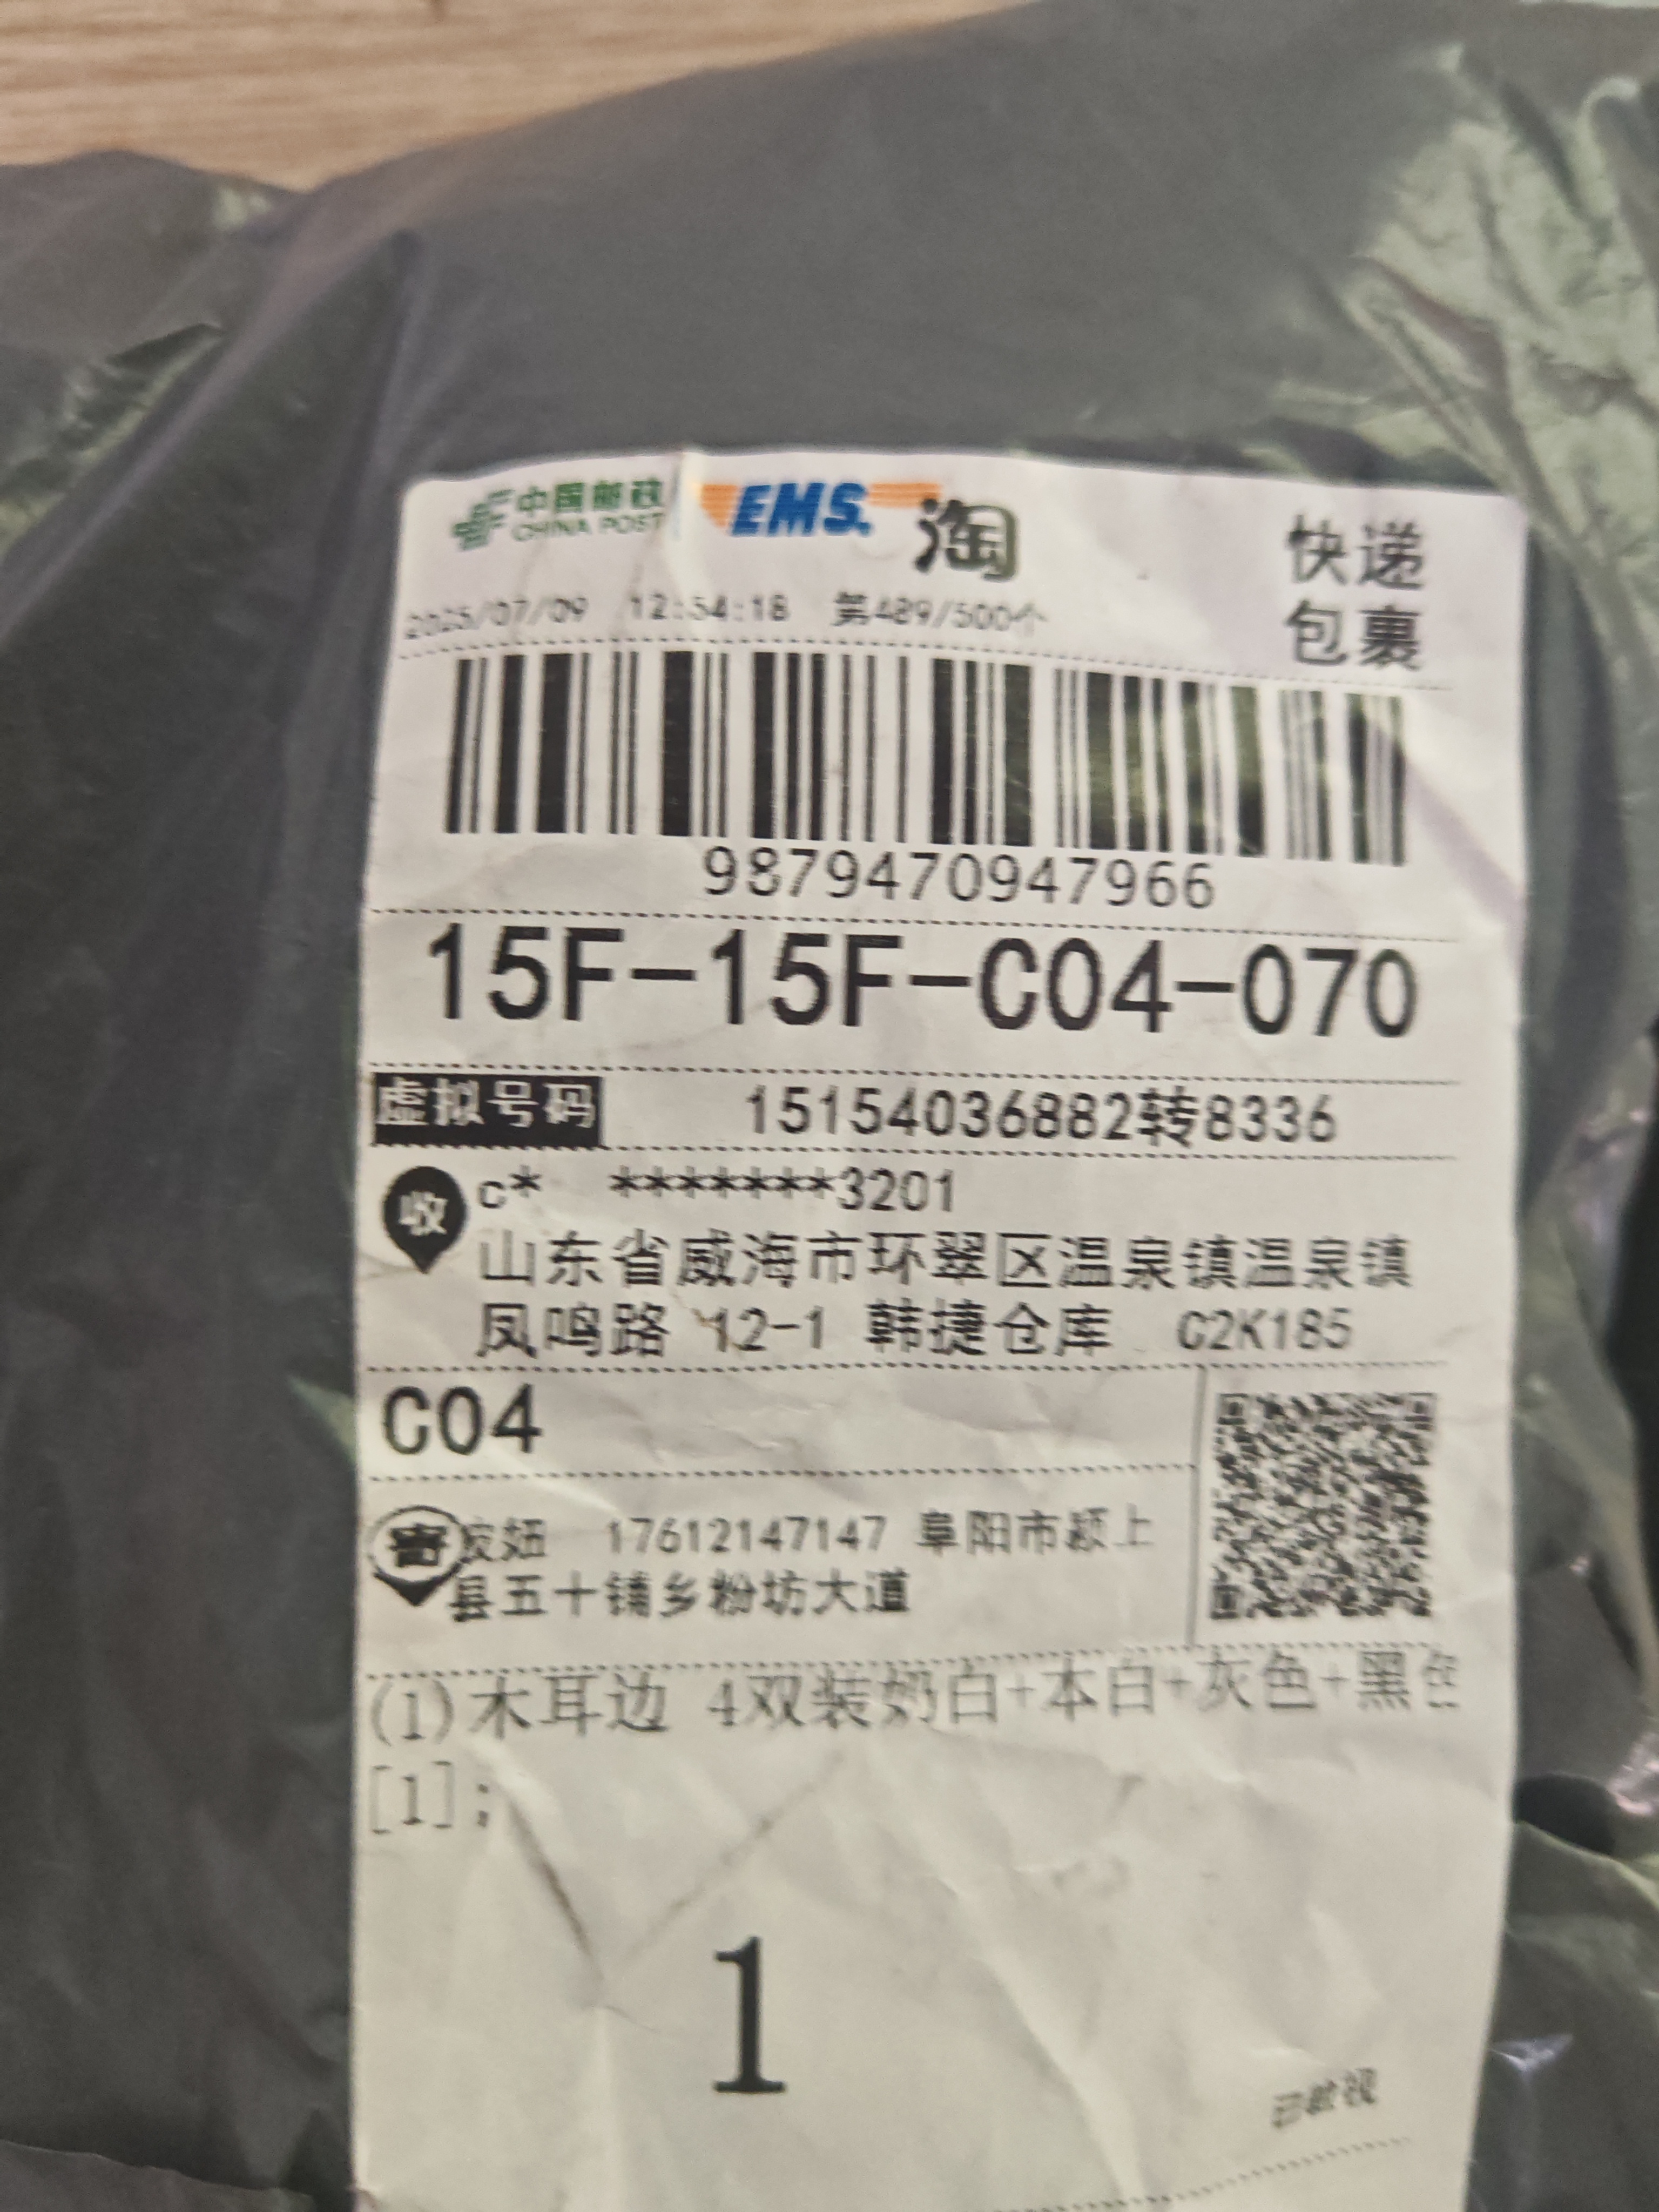 中国邮政
CHINA POST
EMS
淘
快递
包裹
2025/07/09 12:54:18 第489/500个
9879470947966
15F-15F-C04-070
虚拟号码 15154036882转8336
收 c* *******3201
山东省威海市环翠区温泉镇温泉镇
凤鸣路 12-1 韩捷仓库 C2K185
C04
寄 妞 17612147147 阜阳市颍上
县五十铺乡粉坊大道
(1)木耳边 4双装奶白+本白+灰色+黑色
[1];
1
已验视